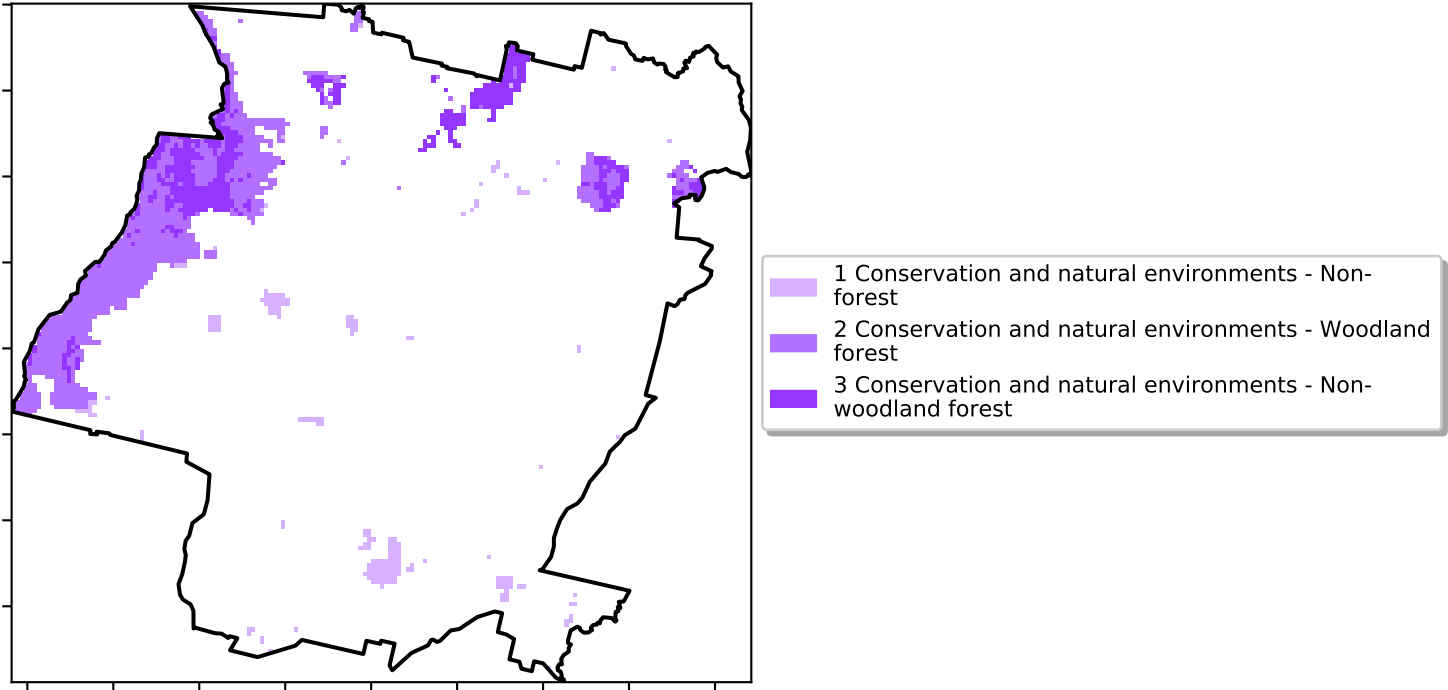 1 Conservation and natural environments - Non-
forest
2 Conservation and natural environments - Woodland
forest
3 Conservation and natural environments - Non-
woodland forest